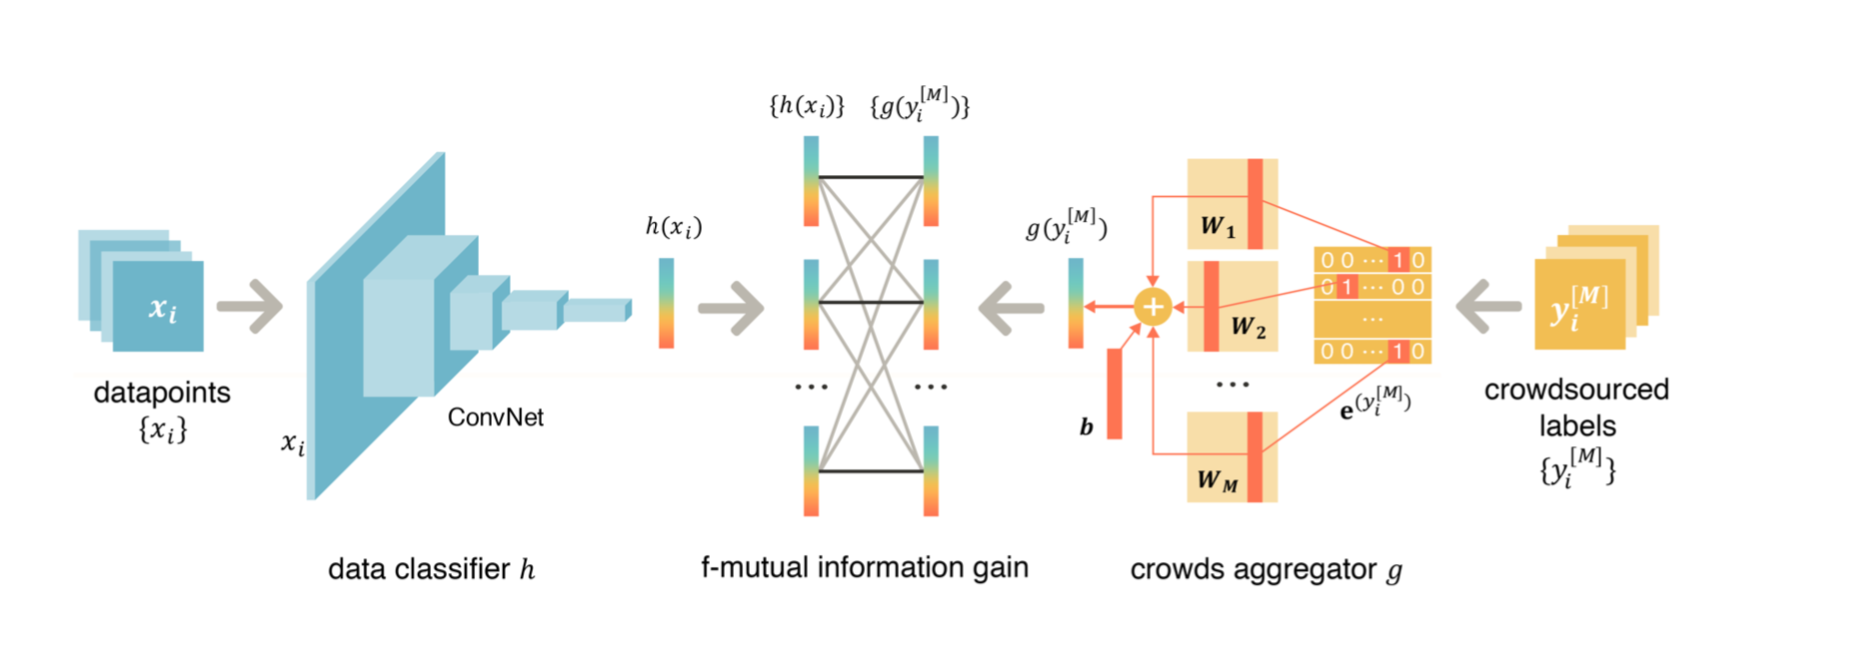 {h(x_i)} {g(y_i^{[M]})}
h(x_i)
g(y_i^{[M]})
x_i
W_1
W_2
...
W_M
b
0 0 ... 1 0
0 1 ... 0 0
...
0 0 ... 1 0
e^{(y_i^{[M]})}
y_i^{[M]}
... ...
datapoints
{x_i}
x_i
ConvNet
crowdsourced
labels
{y_i^{[M]}}
data classifier h
f-mutual information gain
crowds aggregator g